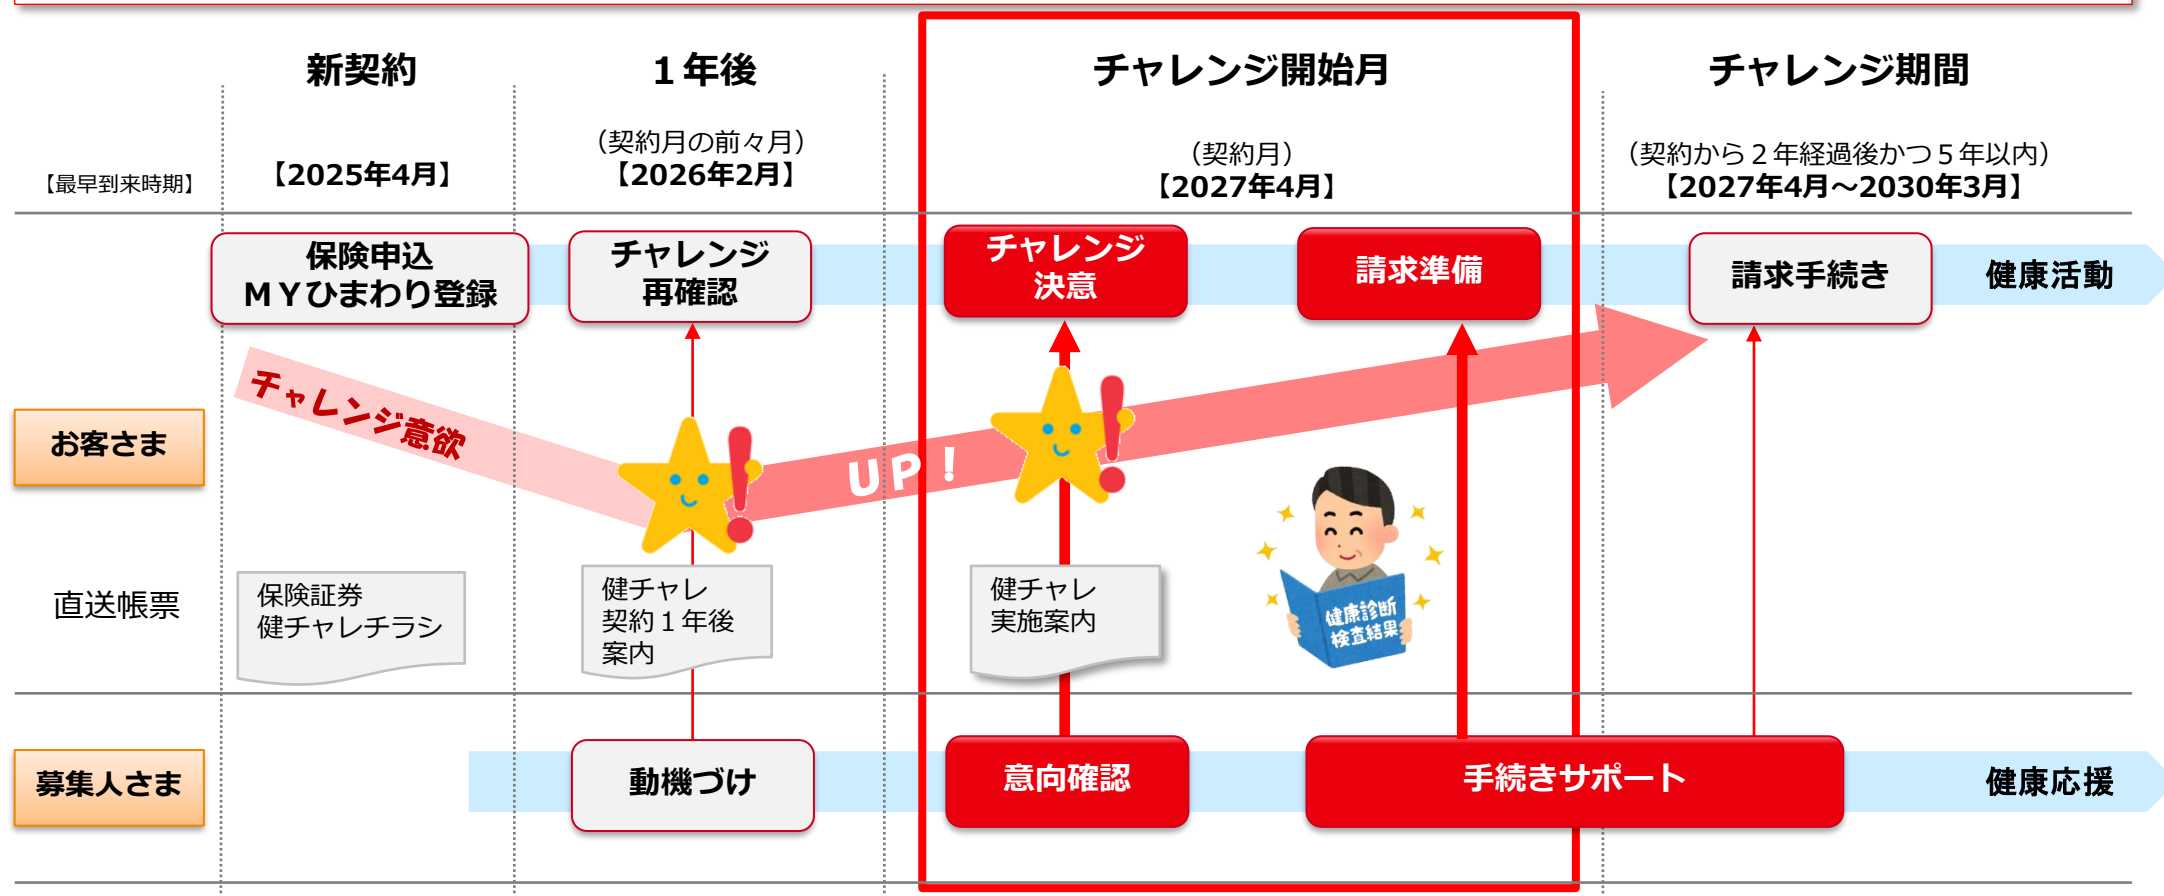 新契約
１年後
チャレンジ開始月
チャレンジ期間
【最早到来時期】
【2025年4月】
（契約月の前々月）
【2026年2月】
（契約月）
【2027年4月】
（契約から２年経過後かつ５年以内）
【2027年4月～2030年3月】
保険申込
ＭＹひまわり登録
チャレンジ
再確認
チャレンジ
決意
請求準備
請求手続き
健康活動
お客さま
チャレンジ意欲
UP！
直送帳票
保険証券
健チャレチラシ
健チャレ
契約１年後
案内
健チャレ
実施案内
健康診断
検査結果
募集人さま
動機づけ
意向確認
手続きサポート
健康応援